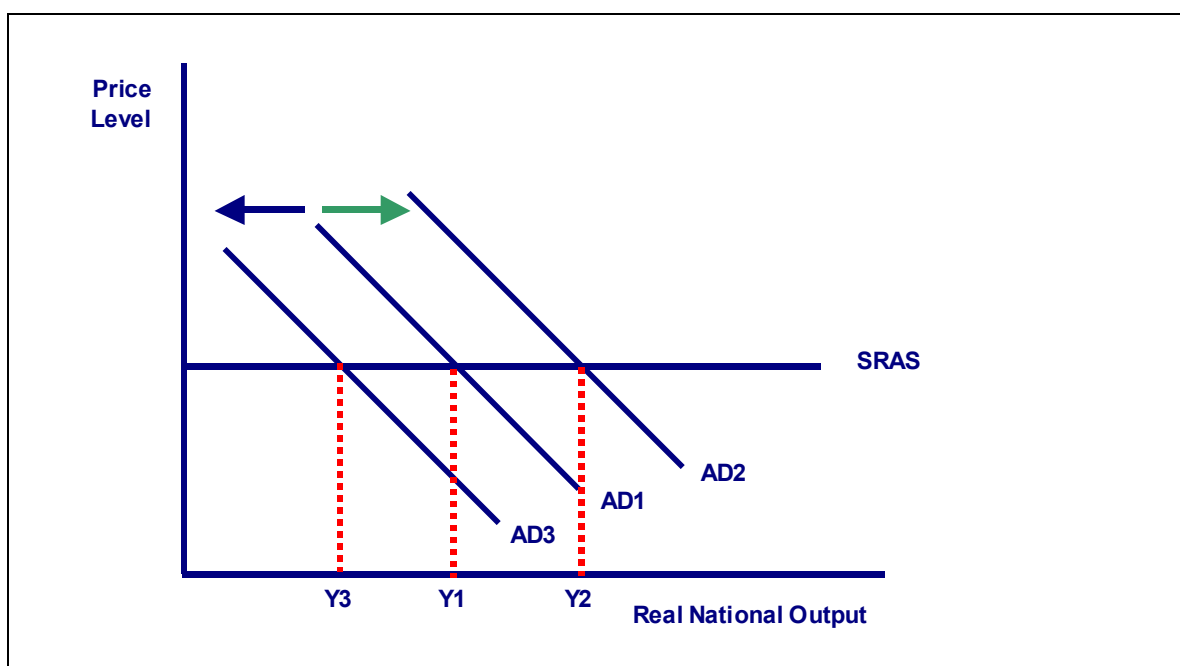 Price
Level
SRAS
AD2
AD1
AD3
Y3
Y1
Y2
Real National Output